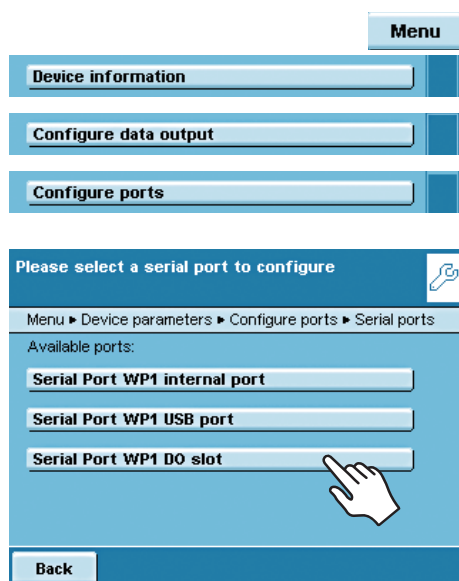 Menu
Device information
Configure data output
Configure ports
Please select a serial port to configure
Menu ▸ Device parameters ▸ Configure ports ▸ Serial ports
Available ports:
Serial Port WP1 internal port
Serial Port WP1 USB port
Serial Port WP1 DO slot
Back